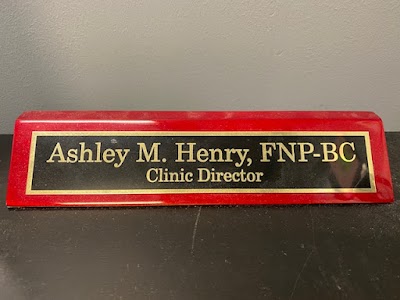 Ashley M. Henry, FNP-BC
Clinic Director